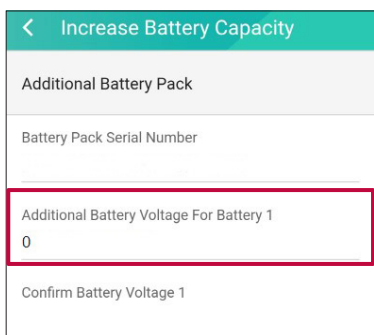 Increase Battery Capacity
Additional Battery Pack
Battery Pack Serial Number
Additional Battery Voltage For Battery 1
0
Confirm Battery Voltage 1